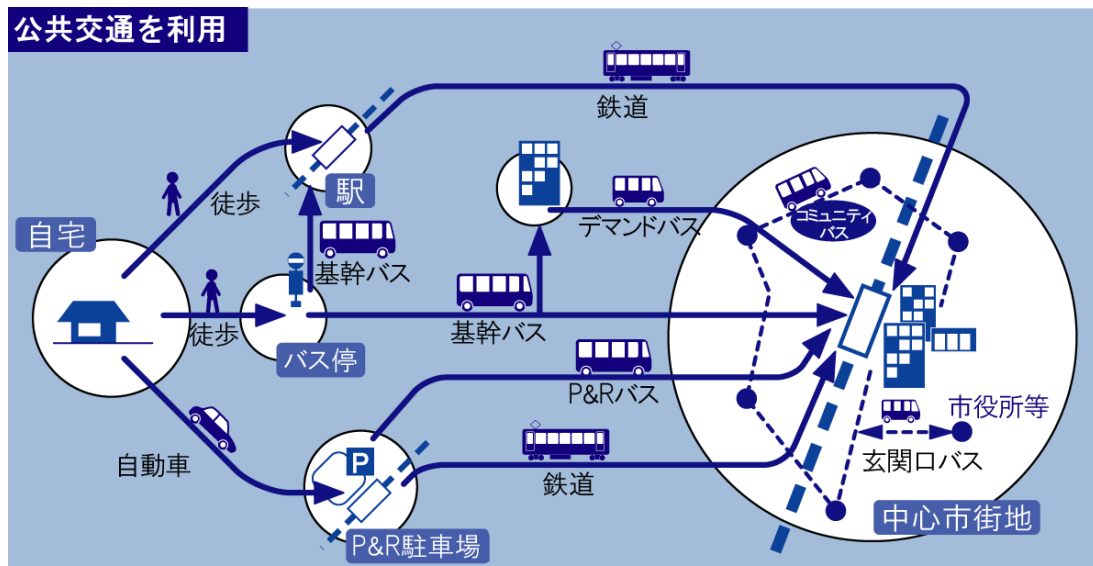 公共交通を利用
鉄道
徒歩
駅
自宅
基幹バス
デマンドバス
コミュニティ
バス
徒歩
バス停
基幹バス
P&Rバス
自動車
P
鉄道
P&R駐車場
市役所等
玄関口バス
中心市街地